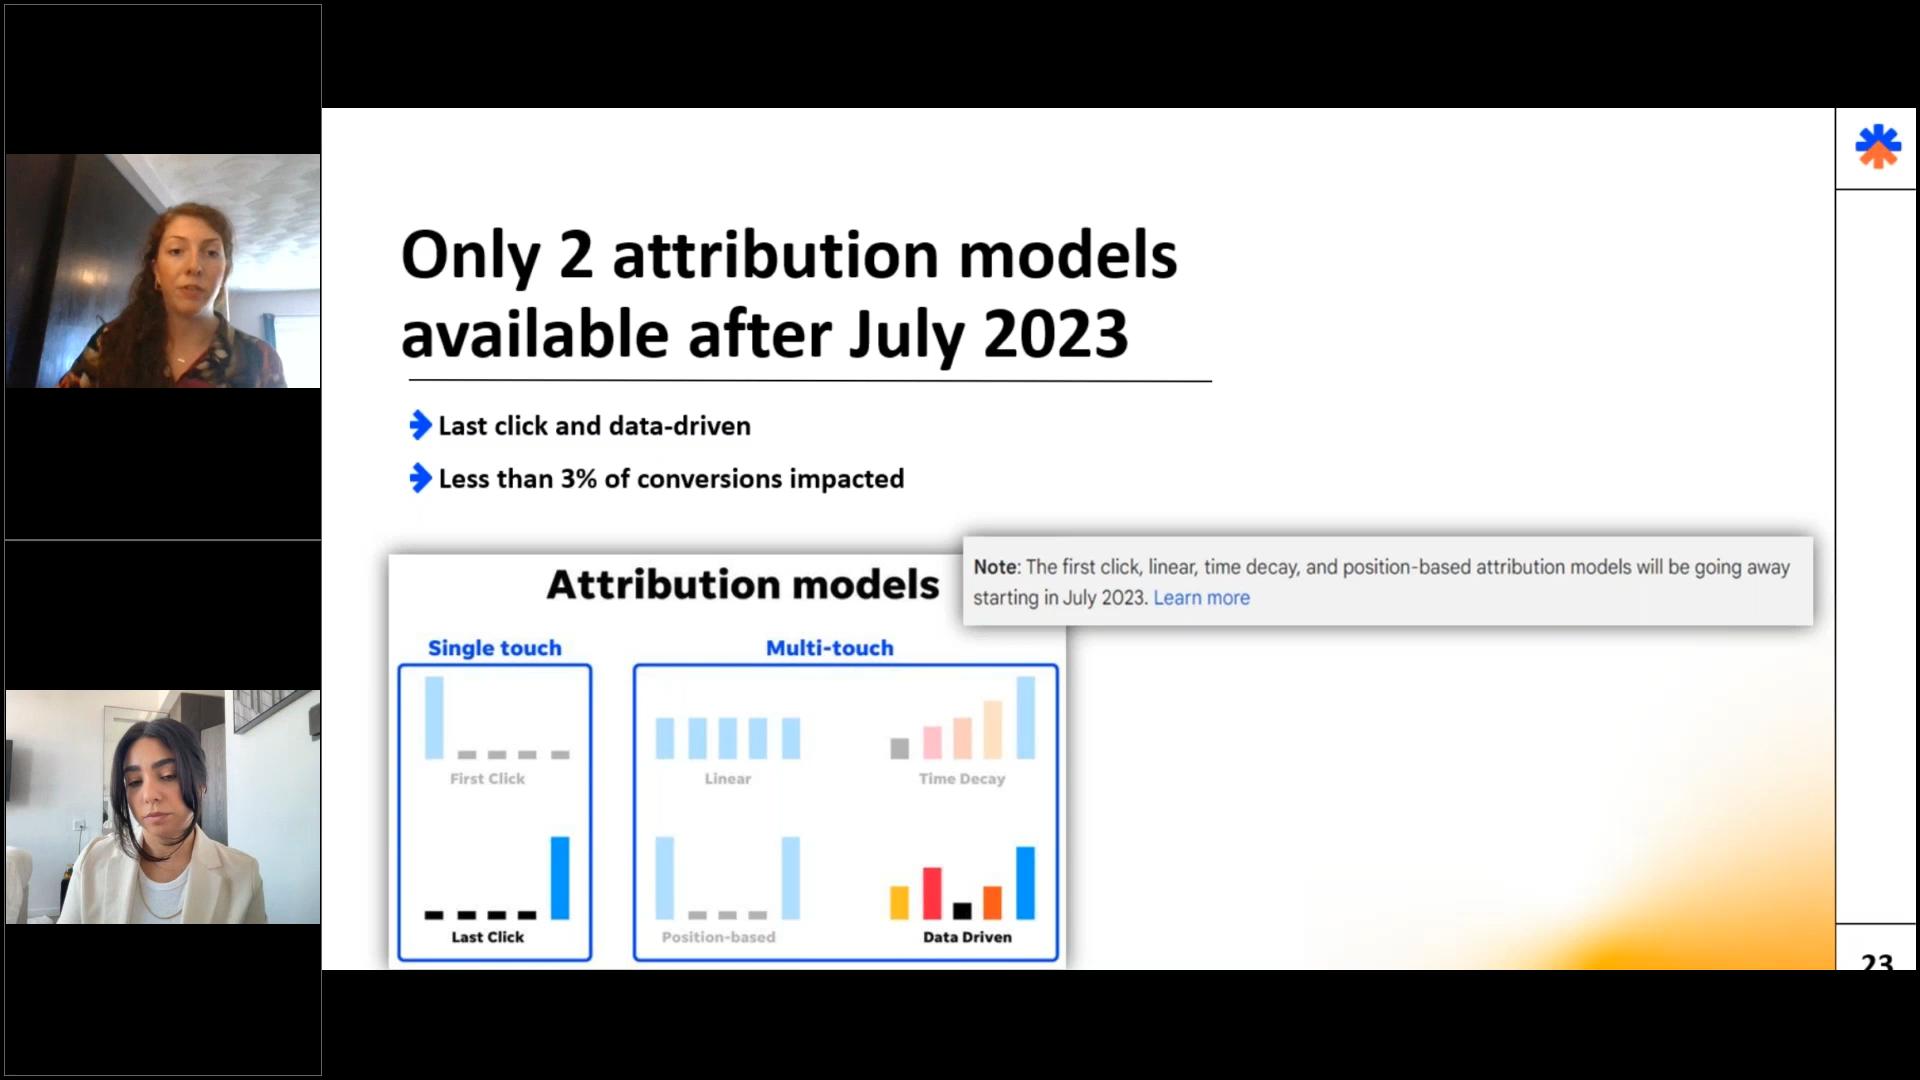 Only 2 attribution models
available after July 2023
Last click and data-driven
Less than 3% of conversions impacted
Note: The first click, linear, time decay, and position-based attribution models will be going away
starting in July 2023. Learn more
Attribution models
Single touch
Multi-touch
First Click
Linear
Time Decay
Last Click
Position-based
Data Driven
23